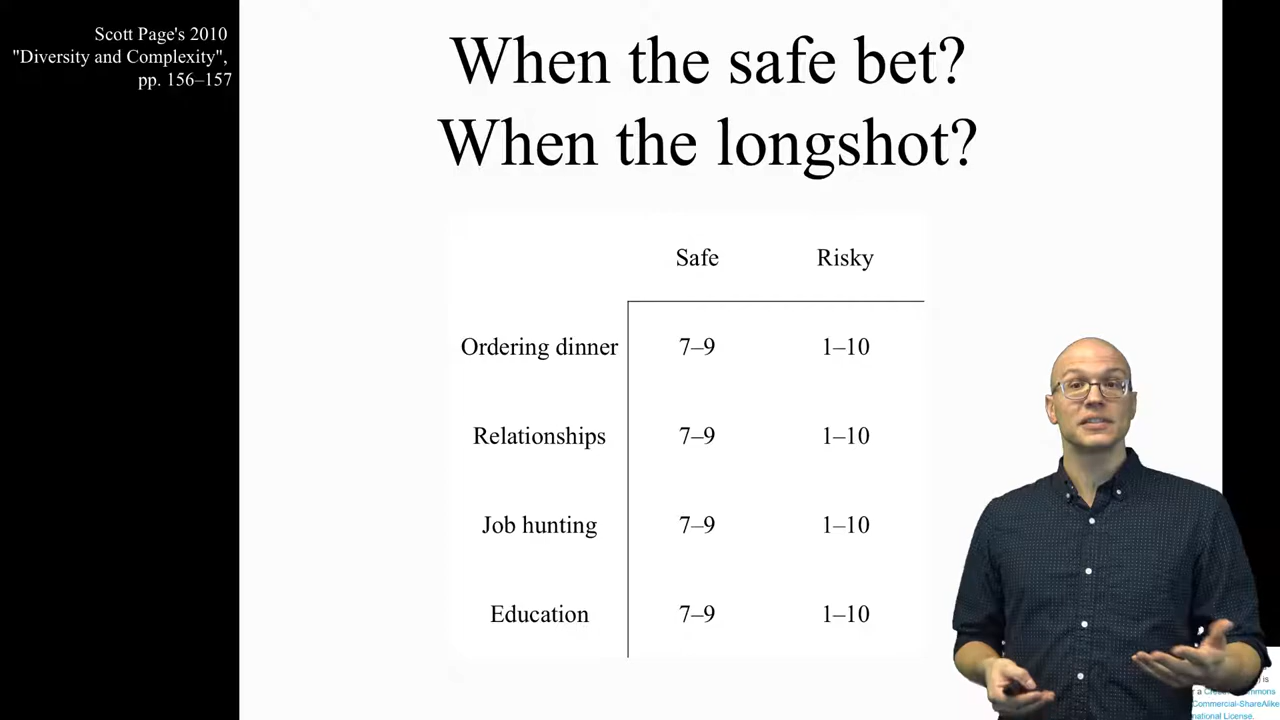 Scott Page's 2010
"Diversity and Complexity",
pp. 156–157
When the safe bet?
When the longshot?
Safe Risky
Ordering dinner 7–9 1–10
Relationships 7–9 1–10
Job hunting 7–9 1–10
Education 7–9 1–10
is
Commercial-ShareAlike
License.